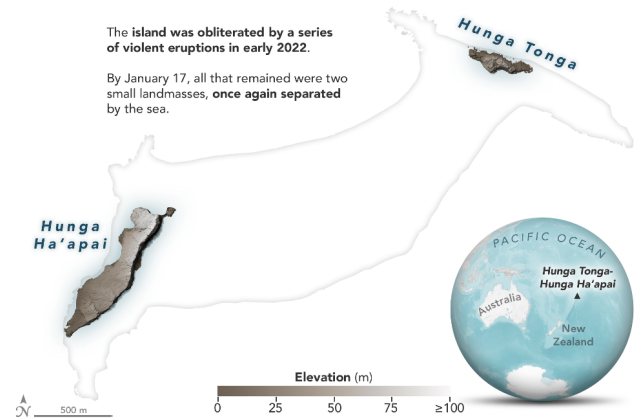 The island was obliterated by a series
of violent eruptions in early 2022.
By January 17, all that remained were two
small landmasses, once again separated
by the sea.
Hunga Tonga
Hunga
Ha‘apai
PACIFIC OCEAN
Hunga Tonga-
Hunga Ha‘apai
Australia
New
Zealand
Elevation (m)
0 25 50 75 ≥100
N
500 m